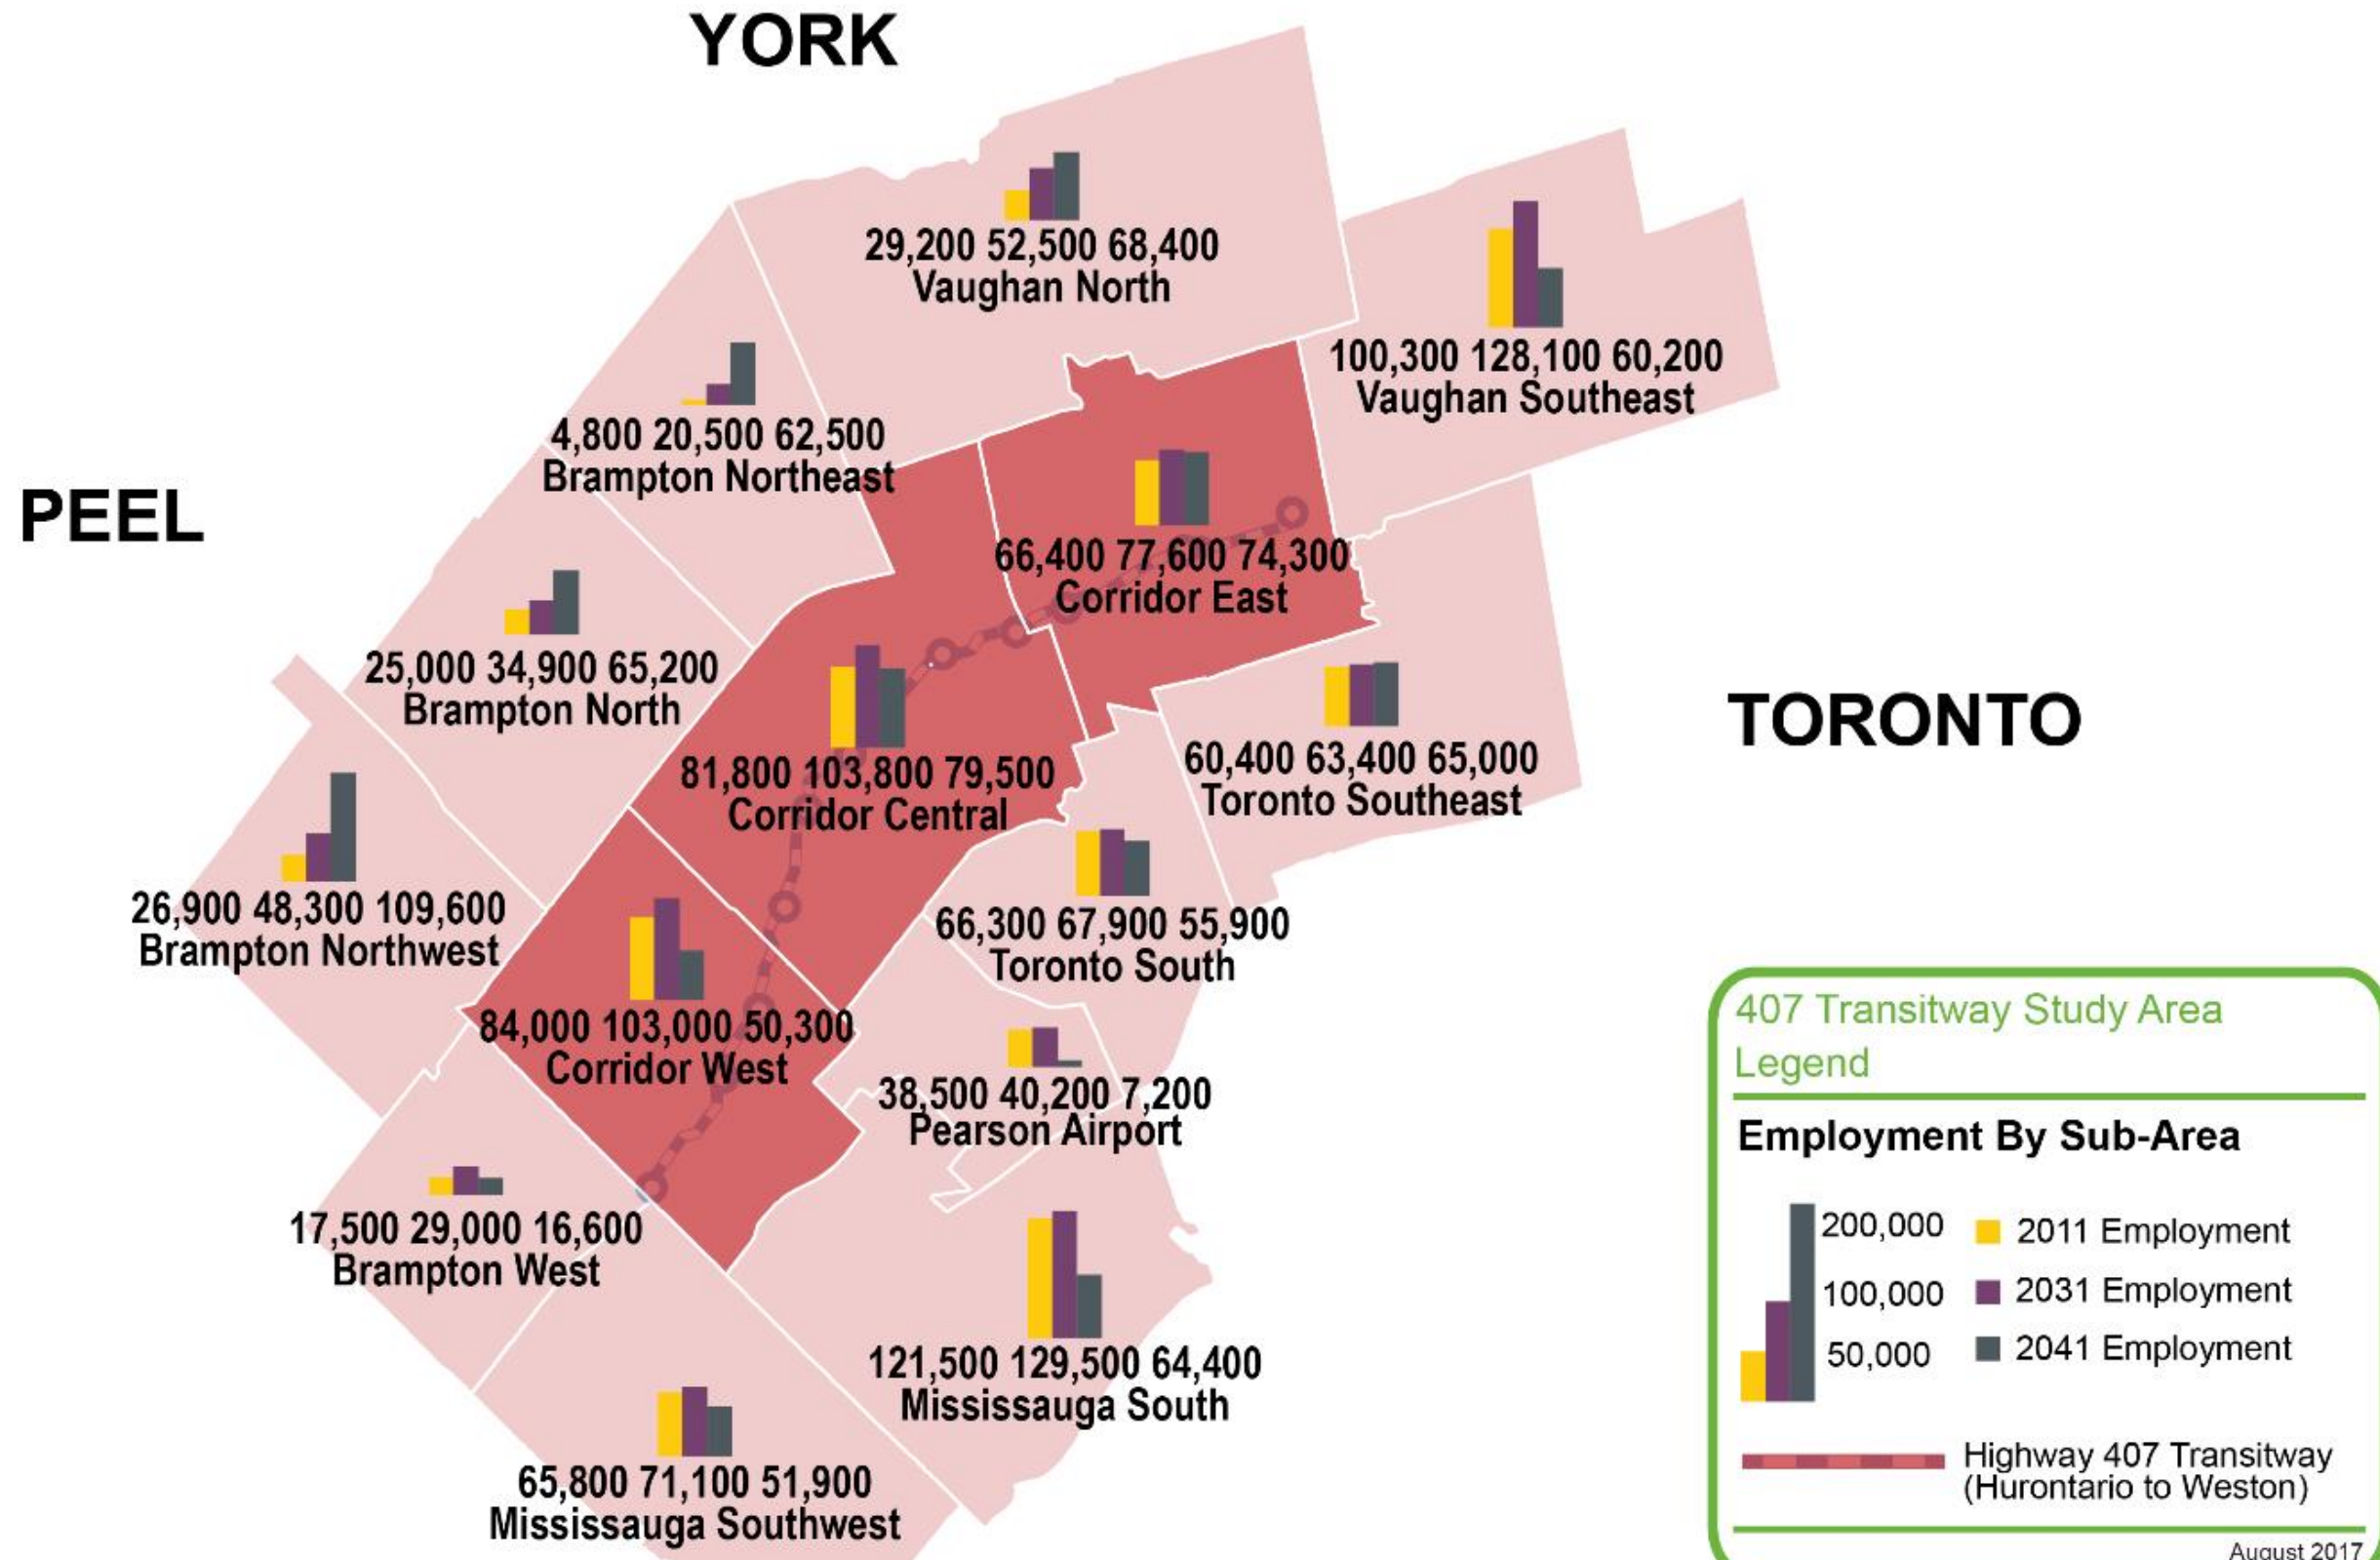 YORK
29,200 52,500 68,400
Vaughan North
100,300 128,100 60,200
Vaughan Southeast
4,800 20,500 62,500
Brampton Northeast
PEEL
66,400 77,600 74,300
Corridor East
25,000 34,900 65,200
Brampton North
TORONTO
81,800 103,800 79,500
Corridor Central
60,400 63,400 65,000
Toronto Southeast
26,900 48,300 109,600
Brampton Northwest
66,300 67,900 55,900
Toronto South
84,000 103,000 50,300
Corridor West
38,500 40,200 7,200
Pearson Airport
17,500 29,000 16,600
Brampton West
121,500 129,500 64,400
Mississauga South
65,800 71,100 51,900
Mississauga Southwest
407 Transitway Study Area
Legend
Employment By Sub-Area
200,000
100,000
50,000
2011 Employment
2031 Employment
2041 Employment
Highway 407 Transitway
(Hurontario to Weston)
August 2017